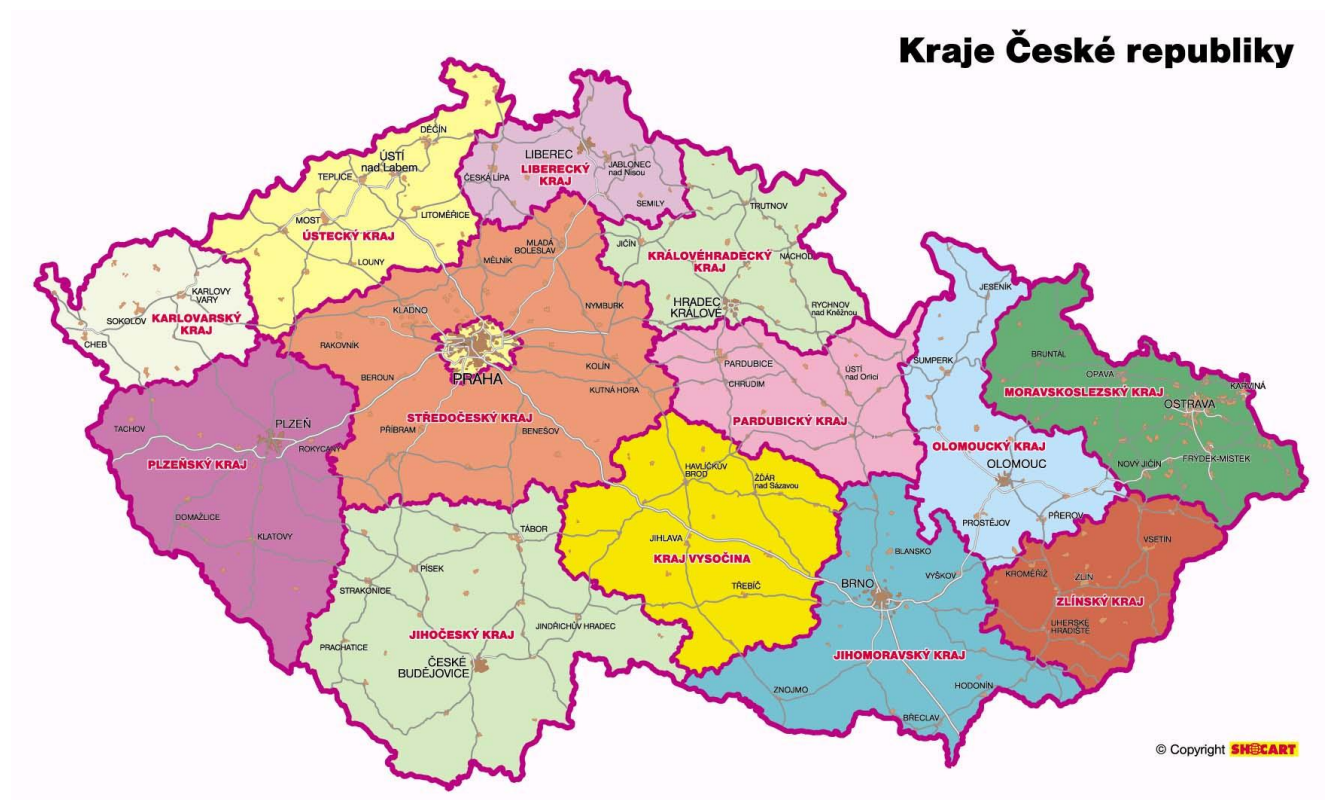 Kraje České republiky
DĚČÍN
ÚSTÍ
nad Labem
TEPLICE
LIBEREC
LIBERECKÝ
KRAJ
JABLONEC
nad Nisou
ČESKÁ LÍPA
SEMILY
MOST
LITOMĚŘICE
ÚSTECKÝ KRAJ
LOUNY
TRUTNOV
JIČÍN
KRÁLOVÉHRADECKÝ
KRAJ
NÁCHOD
MLADÁ
BOLESLAV
MĚLNÍK
HRADEC
KRÁLOVÉ
RYCHNOV
nad Kněžnou
NYMBURK
KARLOVY
VARY
SOKOLOV
KARLOVARSKÝ
KRAJ
CHEB
KLADNO
RAKOVNÍK
PRAHA
BEROUN
KOLÍN
KUTNÁ HORA
STŘEDOČESKÝ KRAJ
PŘÍBRAM
BENEŠOV
JESENÍK
ŠUMPERK
BRUNTÁL
OPAVA
KARVINÁ
MORAVSKOSLEZSKÝ KRAJ
OSTRAVA
PARDUBICE
CHRUDIM
ÚSTÍ
nad Orlicí
PARDUBICKÝ KRAJ
OLOMOUCKÝ KRAJ
OLOMOUC
NOVÝ JIČÍN
FRÝDEK-MÍSTEK
PLZEŇ
TACHOV
ROKYCANY
PLZEŇSKÝ KRAJ
DOMAŽLICE
KLATOVY
HAVLÍČKŮV
BROD
ŽĎÁR
nad Sázavou
JIHLAVA
KRAJ VYSOČINA
TŘEBÍČ
PROSTĚJOV
PŘEROV
TÁBOR
PÍSEK
STRAKONICE
JINDŘICHŮV HRADEC
JIHOČESKÝ KRAJ
PRACHATICE
ČESKÉ
BUDĚJOVICE
BLANSKO
VYŠKOV
BRNO
JIHOMORAVSKÝ KRAJ
ZNOJMO
HODONÍN
BŘECLAV
VSETÍN
KROMĚŘÍŽ
ZLÍN
ZLÍNSKÝ KRAJ
UHERSKÉ
HRADIŠTĚ
© Copyright SHOCART